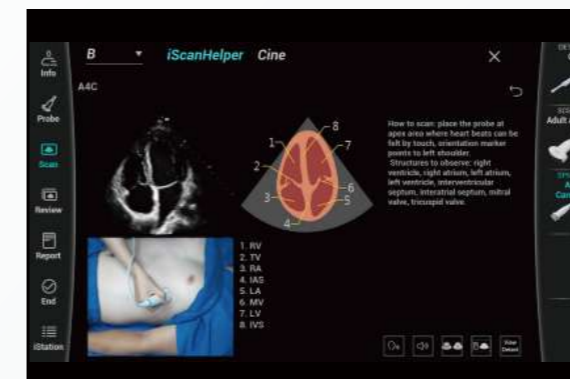 Info
Probe
Scan
Review
Report
End
iStation
B
iScanHelper
Cine
A4C
1
2
3
4
5
6
7
8
1. RV
2. TV
3. RA
4. IAS
5. LA
6. MV
7. LV
8. IVS
How to scan: place the probe at
apex area where heart beats can be
felt by touch, orientation marker
points to left shoulder.
Structures to observe: right
ventricle, right atrium, left atrium,
left ventricle, interventricular
septum, interatrial septum, mitral
valve, tricuspid valve.
View
Adult